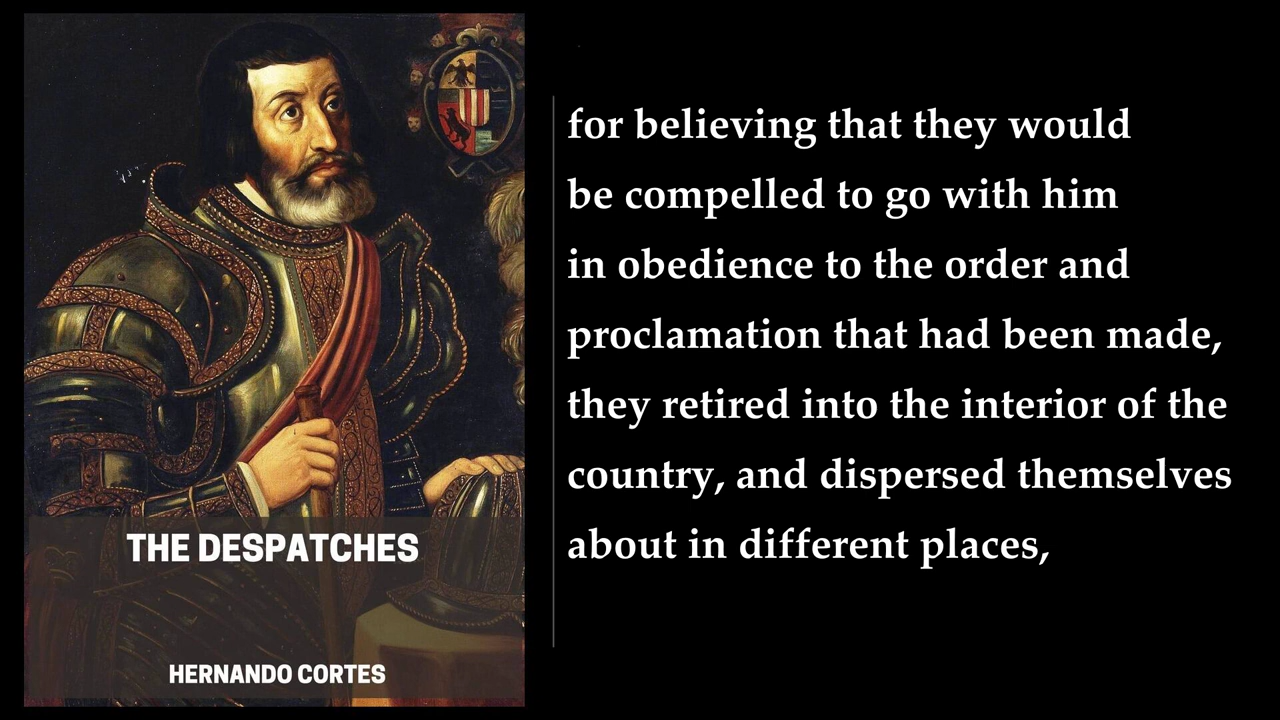 THE DESPATCHES
HERNANDO CORTES
for believing that they would
be compelled to go with him
in obedience to the order and
proclamation that had been made,
they retired into the interior of the
country, and dispersed themselves
about in different places,